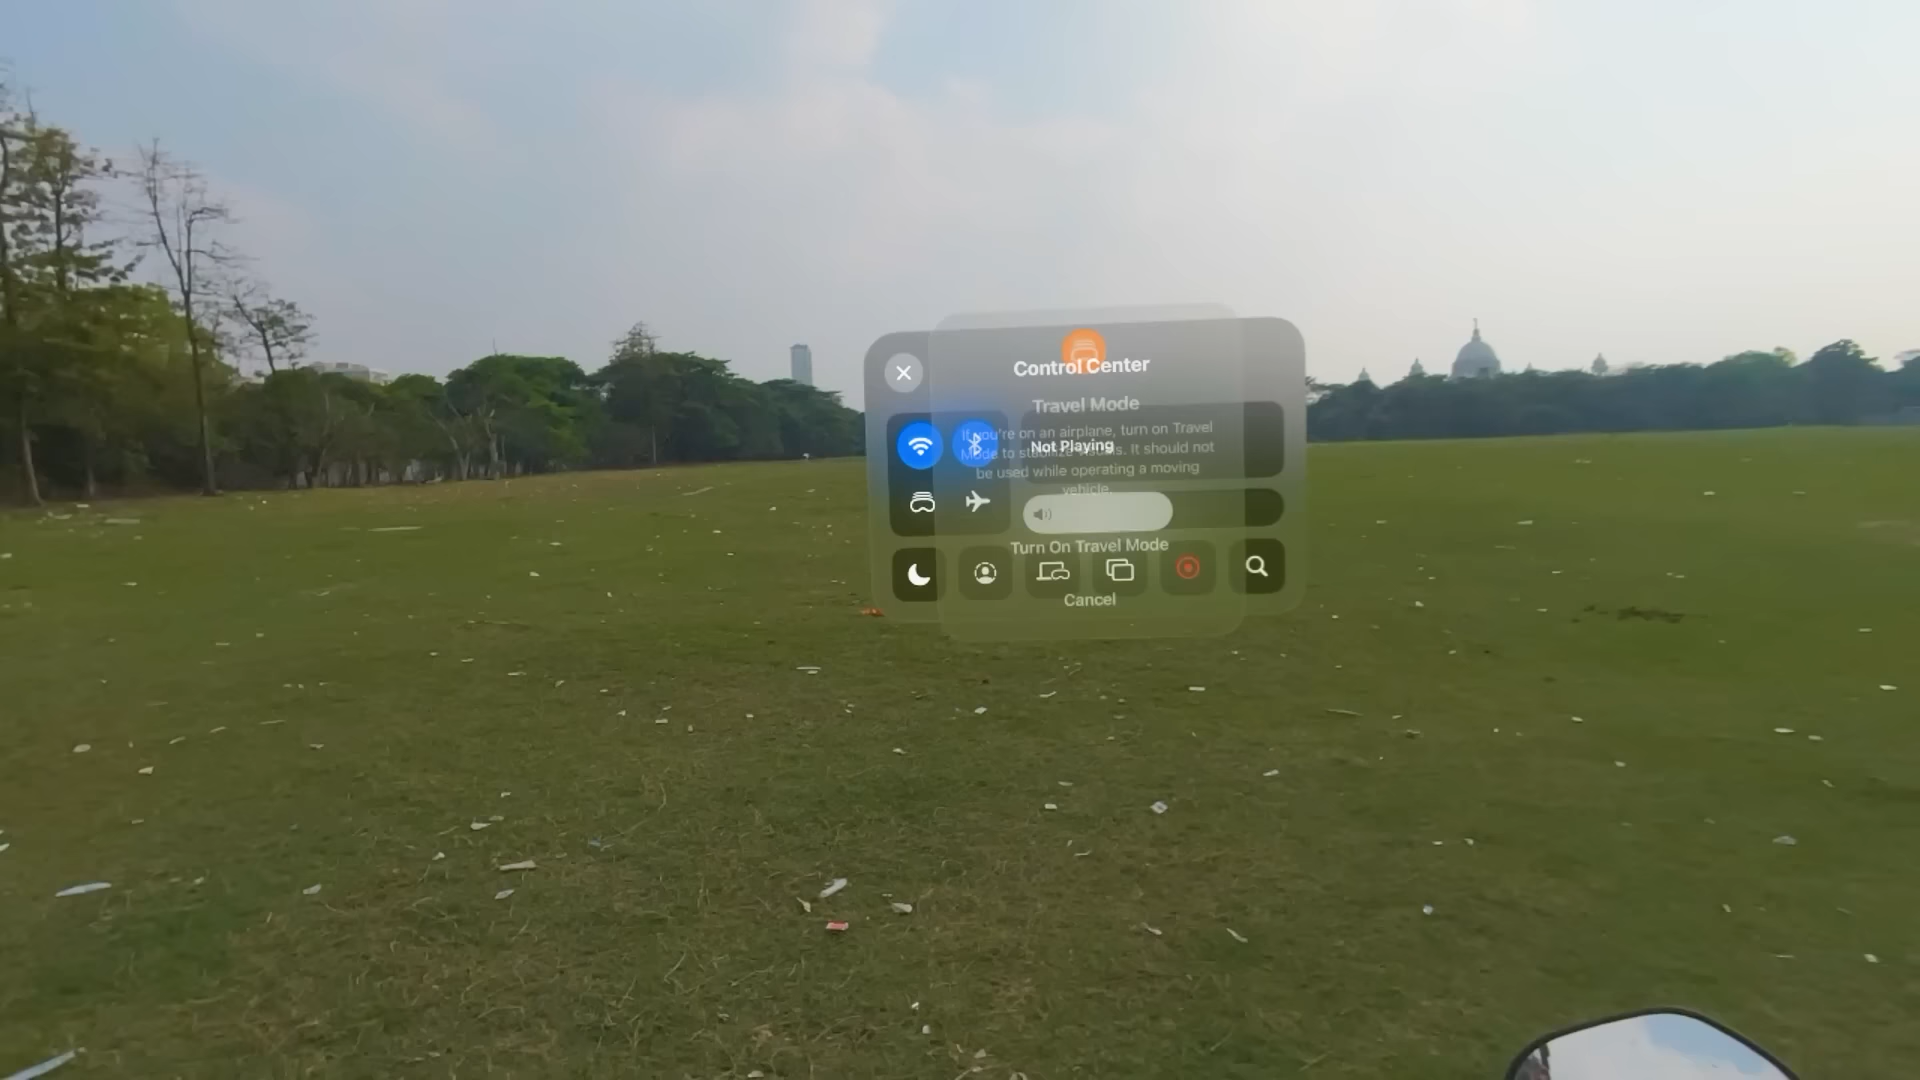 Control Center
Travel Mode
If you're on an airplane, turn on Travel
Mode to stabilize visuals. It should not
be used while operating a moving
vehicle.
Not Playing
Turn On Travel Mode
Cancel